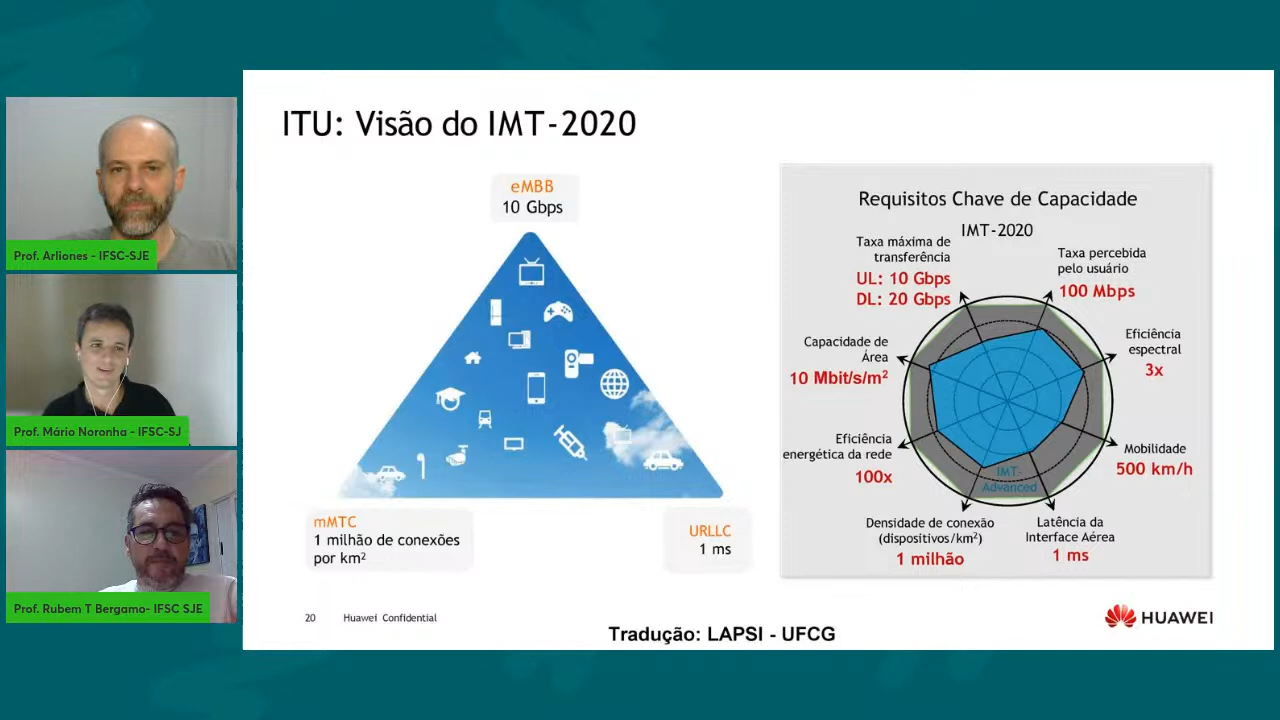 Prof. Arliones - IFSC-SJE
Prof. Mário Noronha - IFSC-SJ
Prof. Rubem T Bergamo- IFSC SJE
ITU: Visão do IMT-2020
eMBB
10 Gbps
mMTC
1 milhão de conexões
por km²
URLLC
1 ms
Requisitos Chave de Capacidade
IMT-2020
Taxa máxima de
transferência
UL: 10 Gbps
DL: 20 Gbps
Taxa percebida
pelo usuário
100 Mbps
Capacidade de
Área
10 Mbit/s/m²
Eficiência
espectral
3x
Eficiência
energética da rede
100x
Mobilidade
500 km/h
IMT-
Advanced
Densidade de conexão
(dispositivos/km²)
1 milhão
Latência da
Interface Aérea
1 ms
20
Huawei Confidential
HUAWEI
Tradução: LAPSI - UFCG